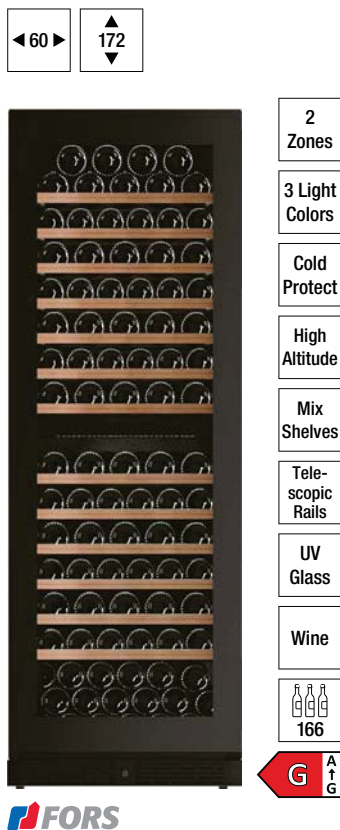 60
172
2
Zones
3 Light
Colors
Cold
Protect
High
Altitude
Mix
Shelves
Tele-
scopic
Rails
UV
Glass
Wine
166
G
A
↑
G
FORS